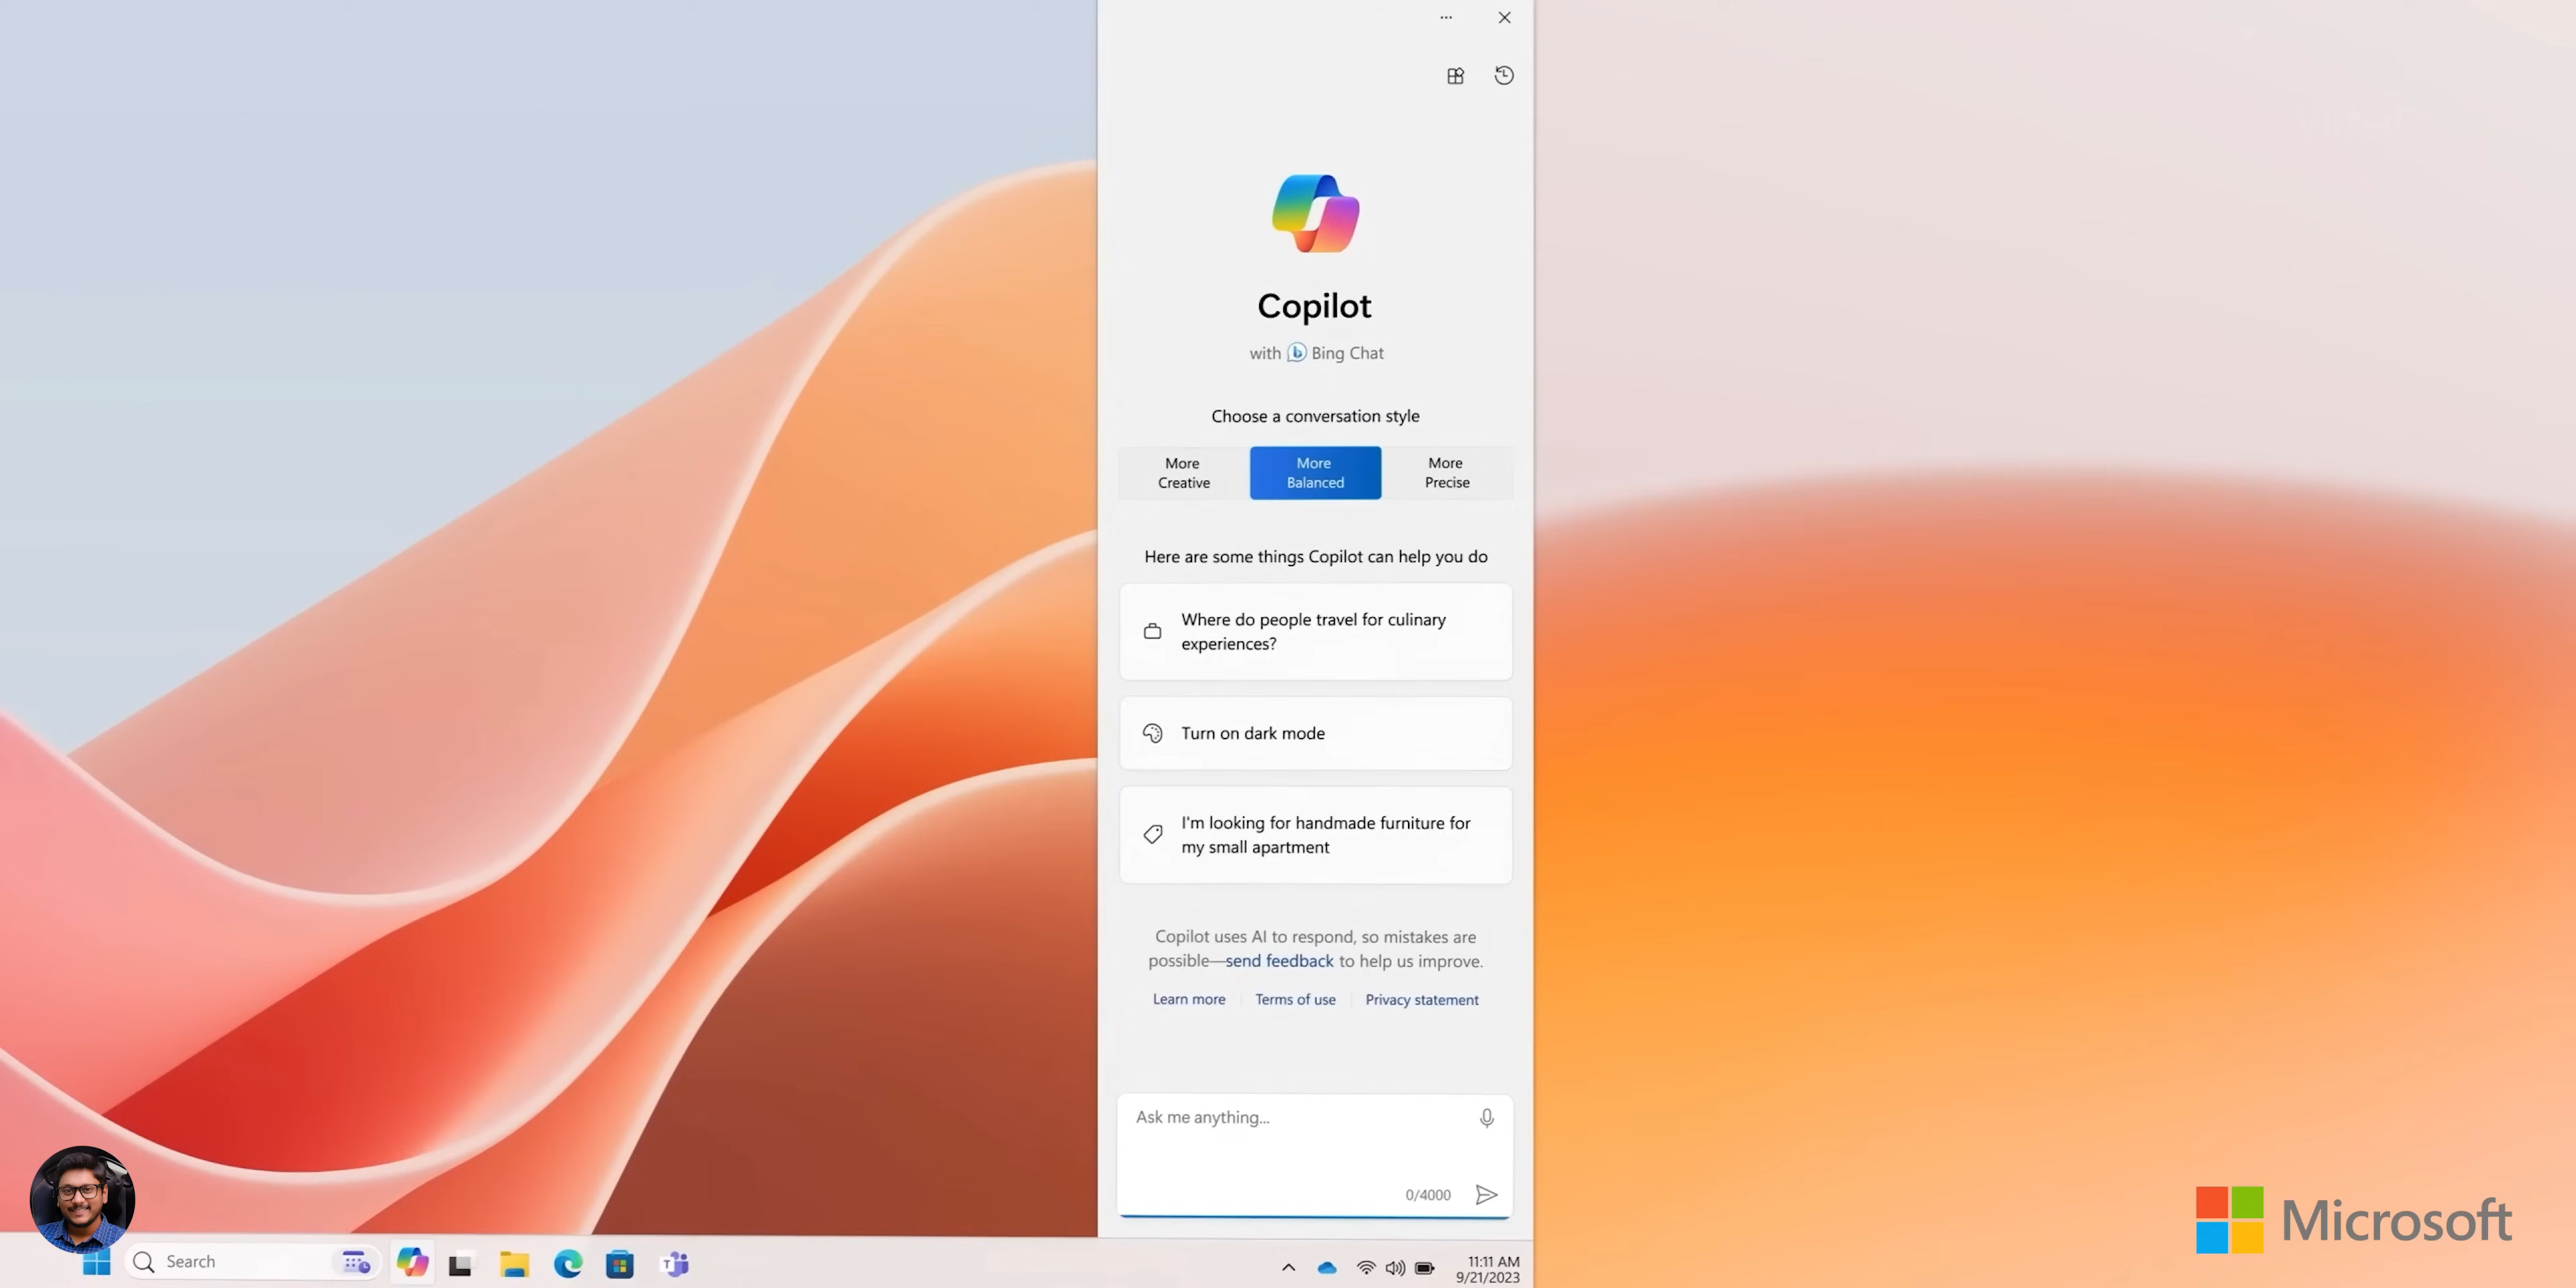 Copilot
with Bing Chat
Choose a conversation style
More
Creative
More
Balanced
More
Precise
Here are some things Copilot can help you do
Where do people travel for culinary
experiences?
Turn on dark mode
I'm looking for handmade furniture for
my small apartment
Copilot uses AI to respond, so mistakes are
possible—send feedback to help us improve.
Learn more
Terms of use
Privacy statement
Ask me anything...
0/4000
Microsoft
Search
11:11 AM
9/21/2023